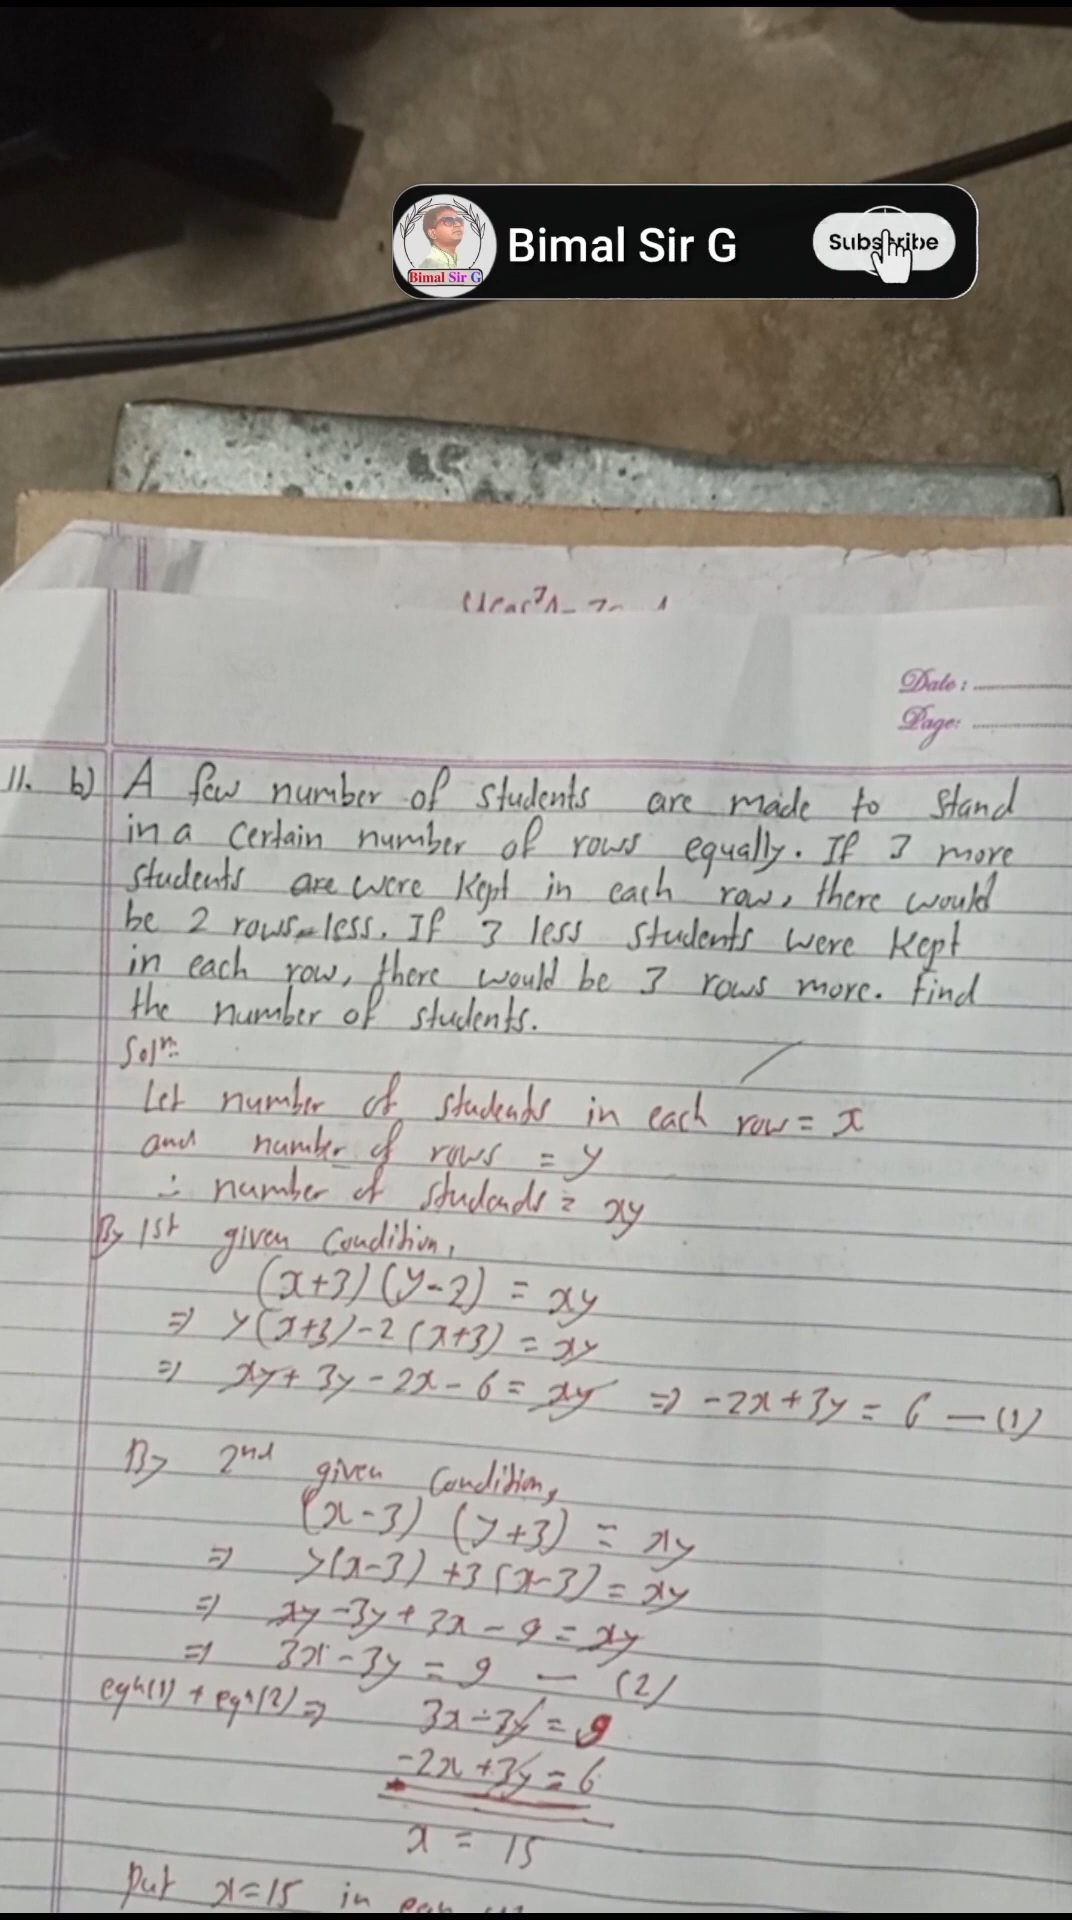 Bimal Sir G
Subscribe
Bimal Sir G
Date:
Page:
11. b) A few number of students are made to stand
in a certain number of rows equally. If 3 more
students are were kept in each row, there would
be 2 rows less. If 3 less students were kept
in each row, there would be 3 rows more. Find
the number of students.
Solⁿ:
Let number of students in each row = x
and number of rows = y
∴ number of students = xy
By 1st given condition,
(x+3) (y-2) = xy
⇒ y(x+3)-2(x+3) = xy
⇒ xy + 3y - 2x - 6 = xy ⇒ -2x + 3y = 6 — (1)
By 2nd given condition,
(x-3) (y+3) = xy
⇒ y(x-3) +3(x-3) = xy
⇒ xy - 3y + 3x - 9 = xy
⇒ 3x - 3y = 9 — (2)
eqn(1) + eqn(2) ⇒ 3x - 3y = 9
-2x + 3y = 6
x = 15
Put x = 15 in eqn